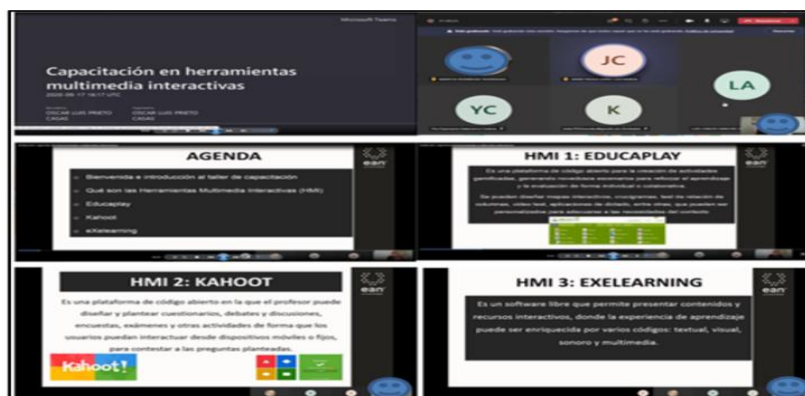 Microsoft Teams
Capacitación en herramientas
multimedia interactivas
OSCAR LUIS PRIETO
CASAS
OSCAR LUIS PRIETO
CASAS
JC
YC
K
LA
AGENDA
Bienvenida e introducción al taller de capacitación
Qué son las Herramientas Multimedia Interactivas (HMI)
Educaplay
Kahoot
eXelearning
ean
HMI 1: EDUCAPLAY
Es una plataforma de código abierto para la creación de actividades
gamificadas, generando novedosos escenarios para reforzar el aprendizaje
y la evaluación de forma individual o colaborativa.
Se pueden diseñar mapas interactivos, crucigramas, test de relación de
columnas, video test, aplicaciones de dictado, entre otras, que pueden ser
personalizados para adecuarse a las necesidades del contexto
ean
HMI 2: KAHOOT
Es una plataforma de código abierto en la que el profesor puede
diseñar y plantear cuestionarios, debates y discusiones,
encuestas, exámenes y otras actividades de forma que los
usuarios puedan interactuar desde dispositivos móviles o fijos,
para contestar a las preguntas planteadas.
Kahoot!
ean
HMI 3: EXELEARNING
Es un software libre que permite presentar contenidos y
recursos interactivos, donde la experiencia de aprendizaje
puede ser enriquecida por varios códigos: textual, visual,
sonoro y multimedia.
ean